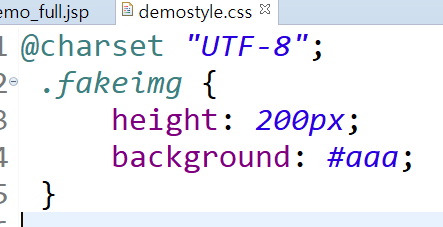 emo_full.jsp demostyle.css
1 @charset "UTF-8";
2 .fakeimg {
3 height: 200px;
4 background: #aaa;
5 }